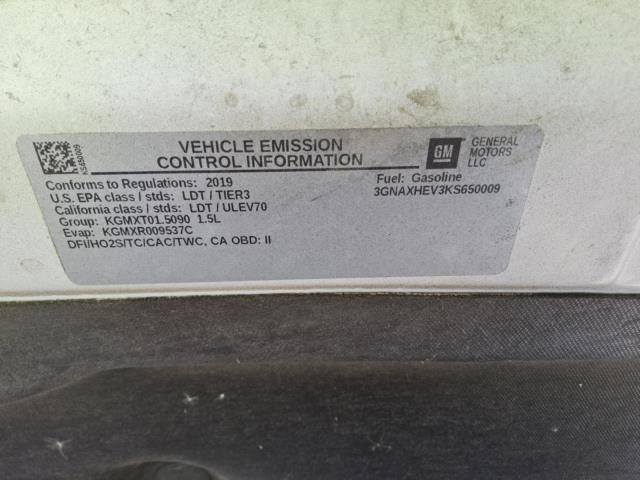 KS650009
VEHICLE EMISSION
CONTROL INFORMATION
GM
GENERAL
MOTORS
LLC
Conforms to Regulations: 2019
U.S. EPA class / stds: LDT / TIER3
California class / stds: LDT / ULEV70
Group: KGMXT01.5090 1.5L
Evap: KGMXR009537C
DFI/HO2S/TC/CAC/TWC, CA OBD: II
Fuel: Gasoline
3GNAXHEV3KS650009